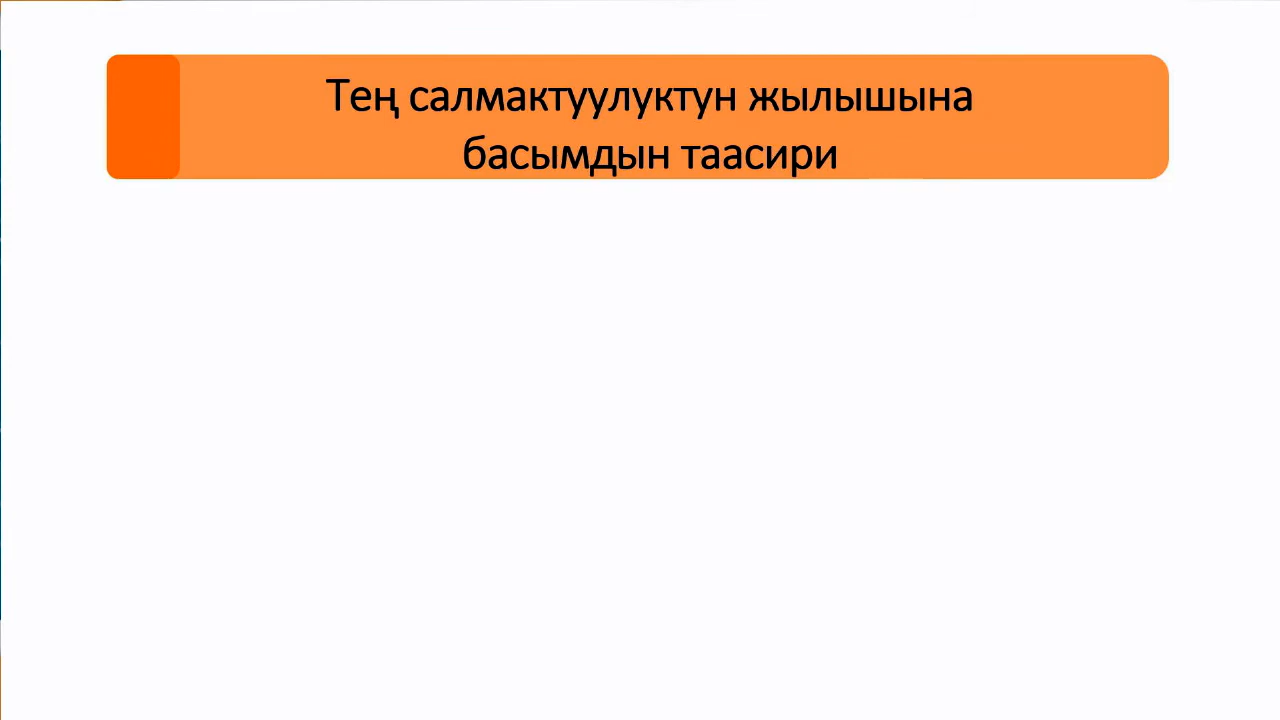 Тең салмактуулуктун жылышына
басымдын таасири